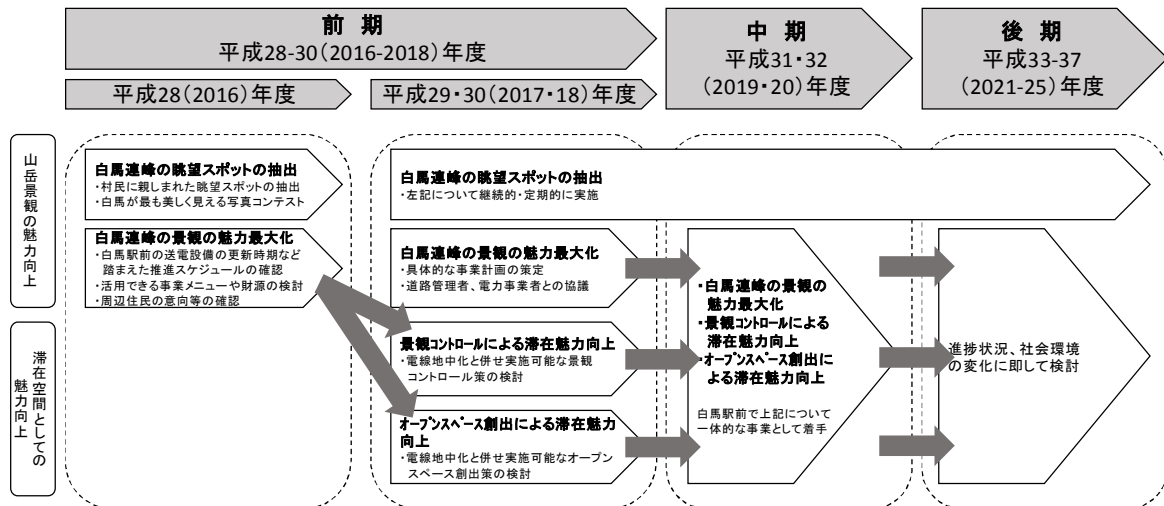 前 期
平成28-30（2016-2018）年度
中 期
平成31・32
（2019・20）年度
後 期
平成33-37
（2021-25）年度
平成28（2016）年度
平成29・30（2017・18）年度
山岳景観の魅力向上
白馬連峰の眺望スポットの抽出
・村民に親しまれた眺望スポットの抽出
・白馬が最も美しく見える写真コンテスト
白馬連峰の眺望スポットの抽出
・左記について継続的・定期的に実施
白馬連峰の景観の魅力最大化
・白馬駅前の送電設備の更新時期など
踏まえた推進スケジュールの確認
・活用できる事業メニューや財源の検討
・周辺住民の意向等の確認
白馬連峰の景観の魅力最大化
・具体的な事業計画の策定
・道路管理者、電力事業者との協議
滞在空間としての
魅力向上
景観コントロールによる滞在魅力向上
・電線地中化と併せ実施可能な景観
コントロール策の検討
オープンスペース創出による滞在魅力
向上
・電線地中化と併せ実施可能なオープン
スペース創出策の検討
・白馬連峰の景観の
魅力最大化
・景観コントロールによる
滞在魅力向上
・オープンスペース創出に
よる滞在魅力向上
白馬駅前で上記について
一体的な事業として着手
進捗状況、社会環境
の変化に即して検討